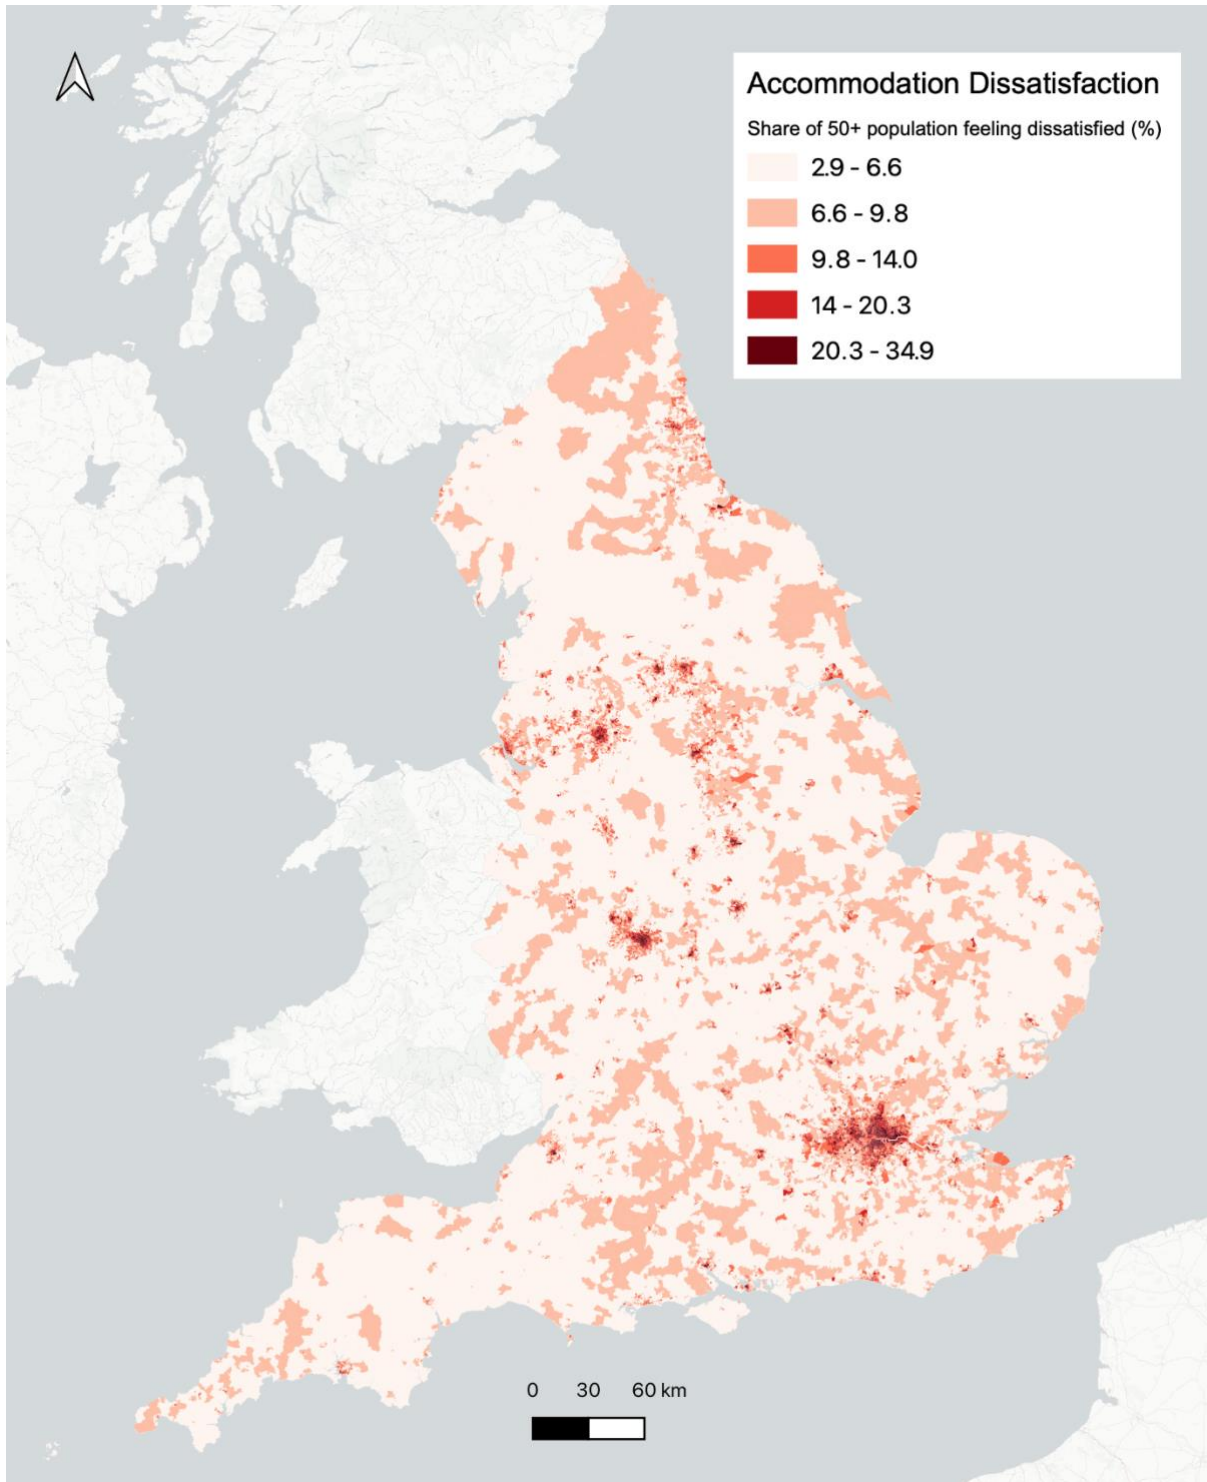 Accommodation Dissatisfaction
Share of 50+ population feeling dissatisfied (%)
2.9 - 6.6
6.6 - 9.8
9.8 - 14.0
14 - 20.3
20.3 - 34.9
0 30 60 km